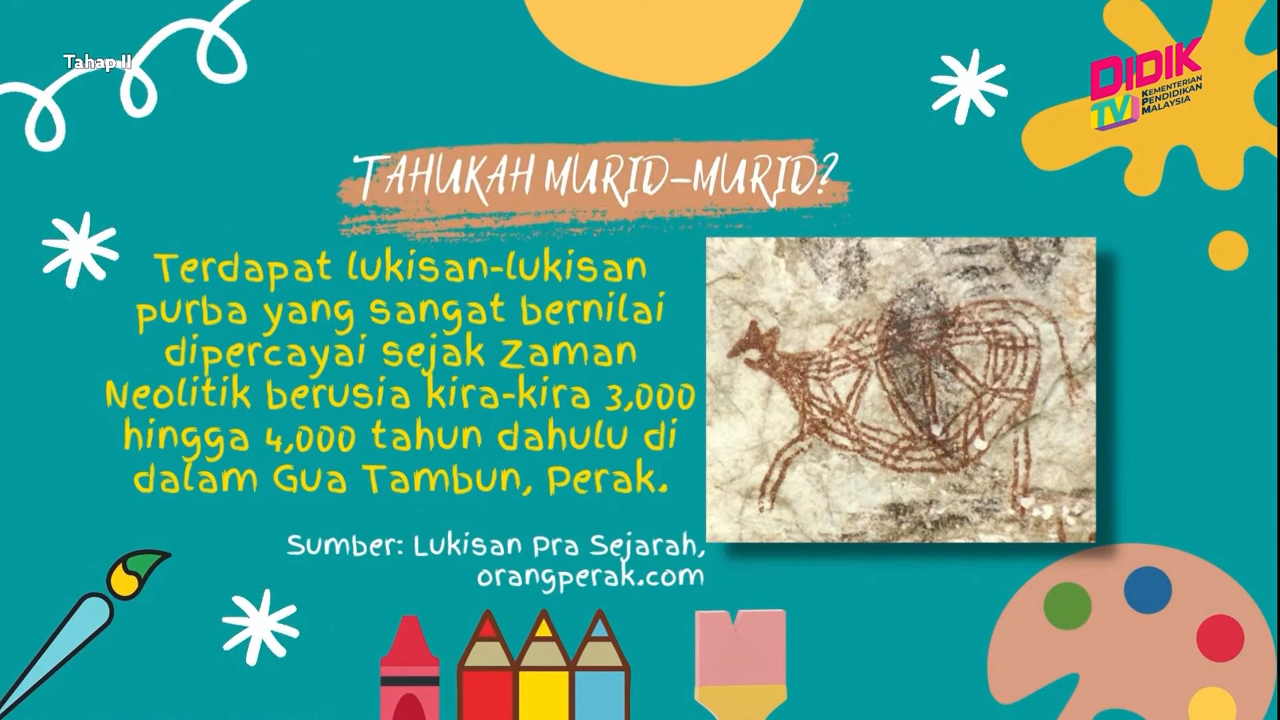 Tahap II
DIDIK
TV
KEMENTERIAN
PENDIDIKAN
MALAYSIA
TAHUKAH MURID-MURID?
Terdapat lukisan-lukisan
purba yang sangat bernilai
dipercayai sejak Zaman
Neolitik berusia kira-kira 3,000
hingga 4,000 tahun dahulu di
dalam Gua Tambun, Perak.
Sumber: Lukisan Pra Sejarah,
orangperak.com